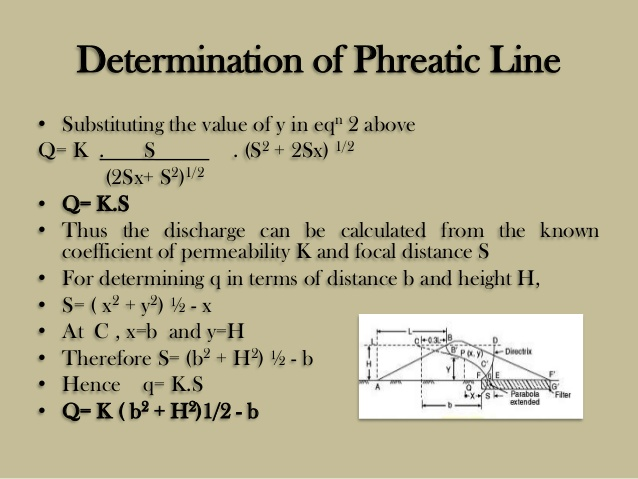 Determination of Phreatic Line
• Substituting the value of y in eqⁿ 2 above
Q= K . S . (S² + 2Sx) ¹/²
(2Sx+ S²)¹/²
• Q= K.S
• Thus the discharge can be calculated from the known
coefficient of permeability K and focal distance S
• For determining q in terms of distance b and height H,
• S= ( x² + y²) ½ - x
• At C , x=b and y=H
• Therefore S= (b² + H²) ½ - b
• Hence q= K.S
• Q= K ( b² + H²)1/2 - b
L
B
D
C
0.3L
B'
Directrix
H
P (x, y)
Y
C'
A
Q
F
E
F'
G'
X
S
Parabola
extended
Filter
b